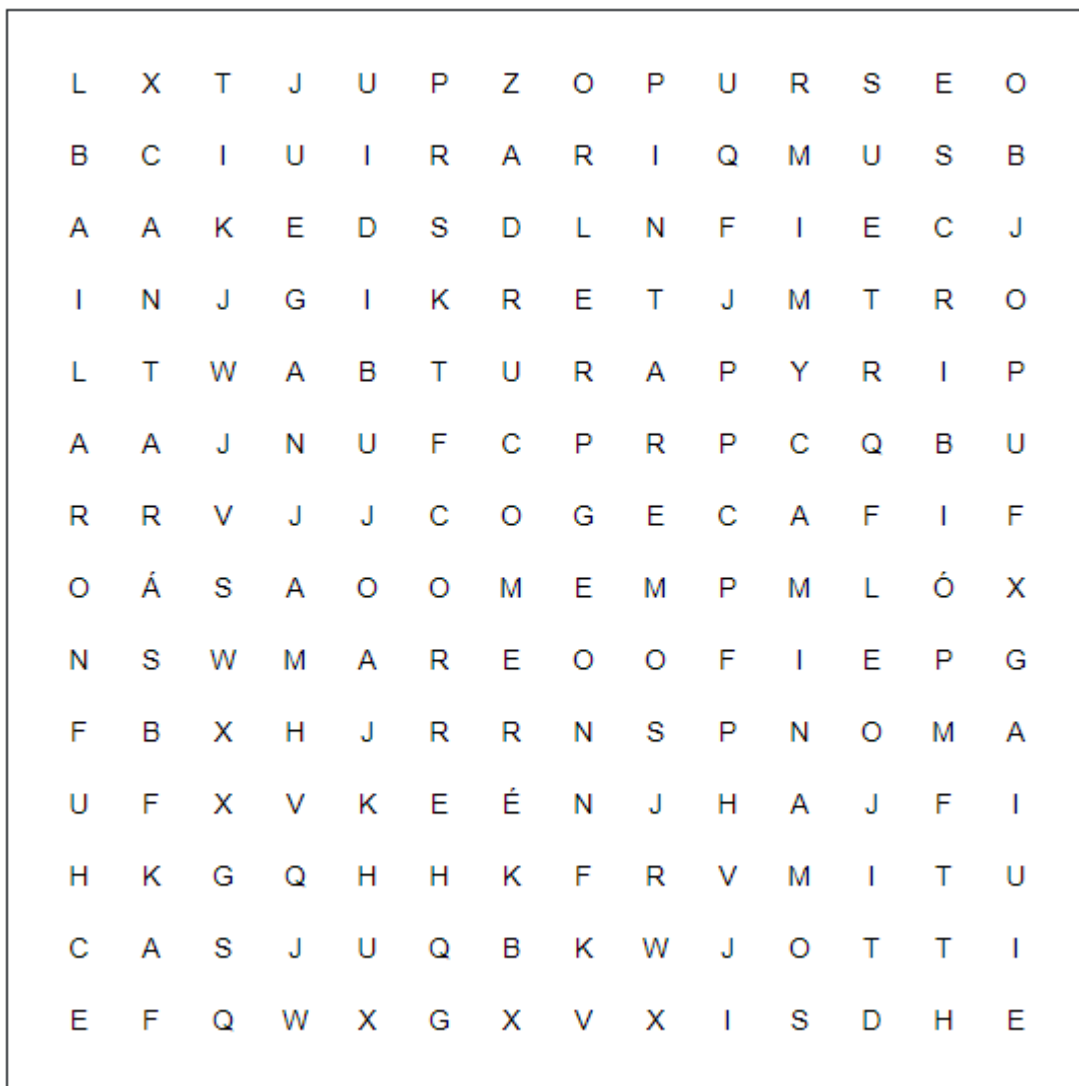 L X T J U P Z O P U R S E O
B C I U I R A R I Q M U S B
A A K E D S D L N F I E C J
I N J G I K R E T J M T R O
L T W A B T U R A P Y R I P
A A J N U F C P R P C Q B U
R R V J J C O G E C A F I F
O Á S A O O M E M P M L Ó X
N S W M A R E O O F I E P G
F B X H J R R N S P N O M A
U F X V K E É N J H A J F I
H K G Q H H K F R V M I T U
C A S J U Q B K W J O T T I
E F Q W X G X V X I S D H E